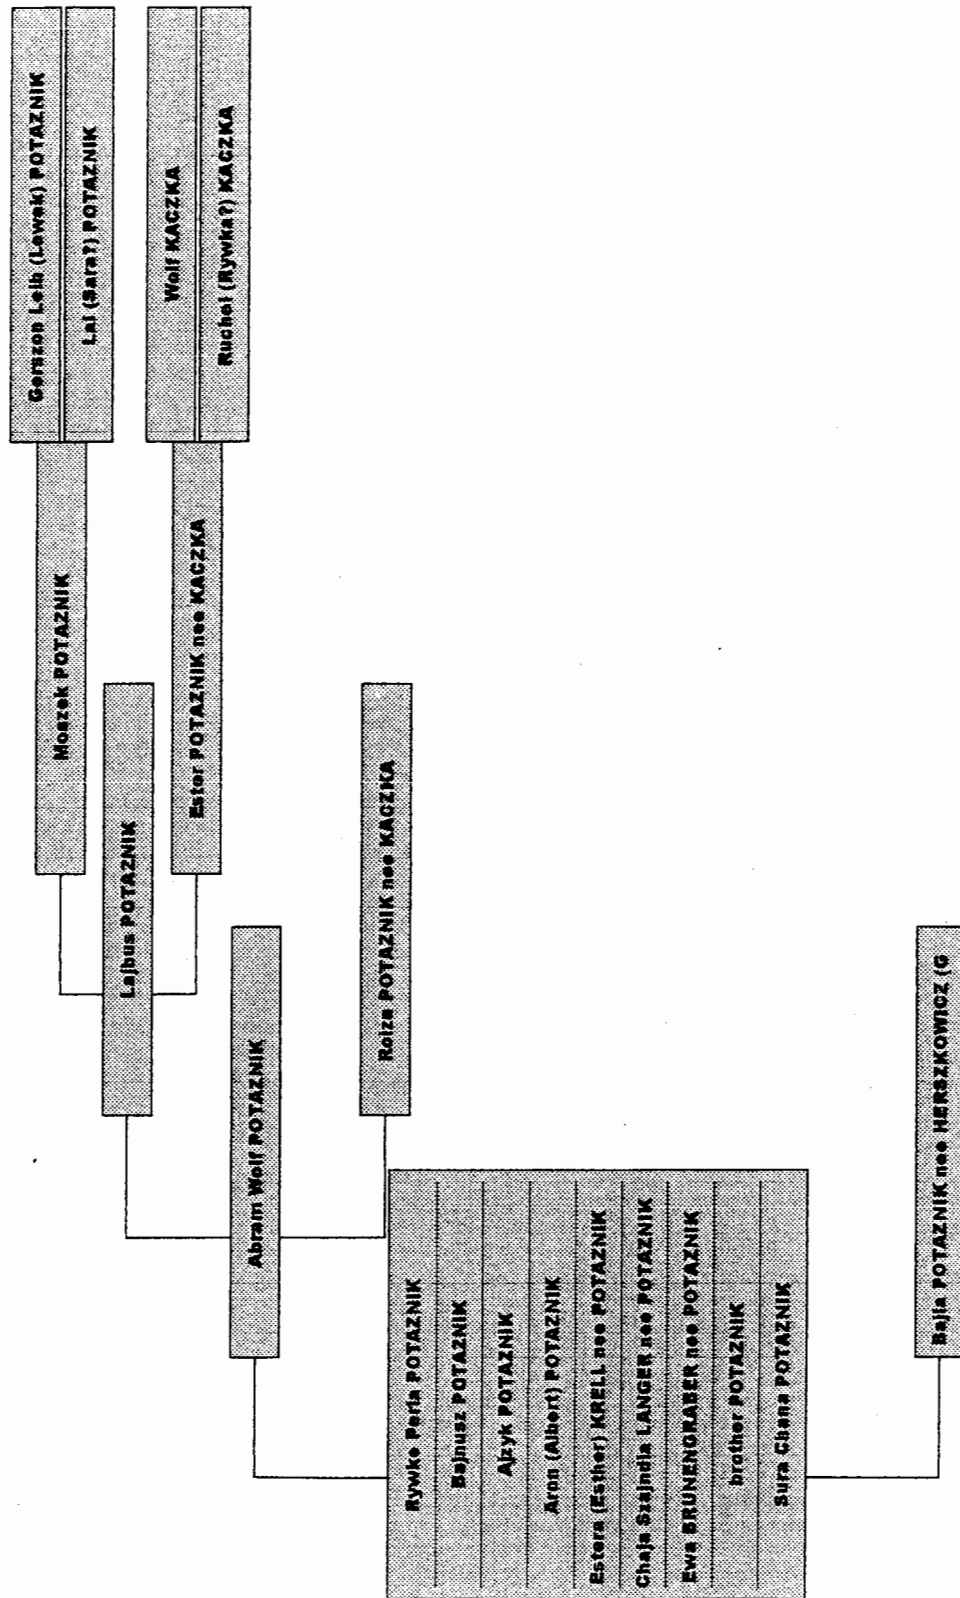 Gerszon Leib (Lewek) POTAZNIK
Lai (Sara?) POTAZNIK
Wolf KACZKA
Ruchel (Rywka?) KACZKA
Moszek POTAZNIK
Ester POTAZNIK nee KACZKA
Lajbus POTAZNIK
Roiza POTAZNIK nee KACZKA
Abram Wolf POTAZNIK
Bajla POTAZNIK nee HERSZKOWICZ (G
Rywke Perla POTAZNIK
Bajnusz POTAZNIK
Ajzyk POTAZNIK
Aron (Albert) POTAZNIK
Estera (Esther) KRELL nee POTAZNIK
Chaja Szajndla LANGER nee POTAZNIK
Ewa BRUNENGRABER nee POTAZNIK
brother POTAZNIK
Sura Chana POTAZNIK